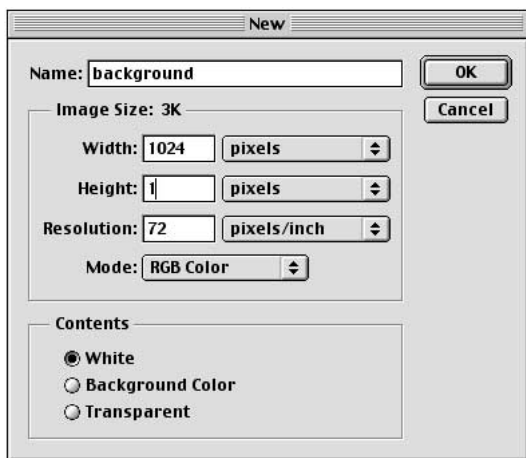 New
Name: background
OK
Cancel
Image Size: 3K
Width: 1024 pixels
Height: 1 pixels
Resolution: 72 pixels/inch
Mode: RGB Color
Contents
White
Background Color
Transparent